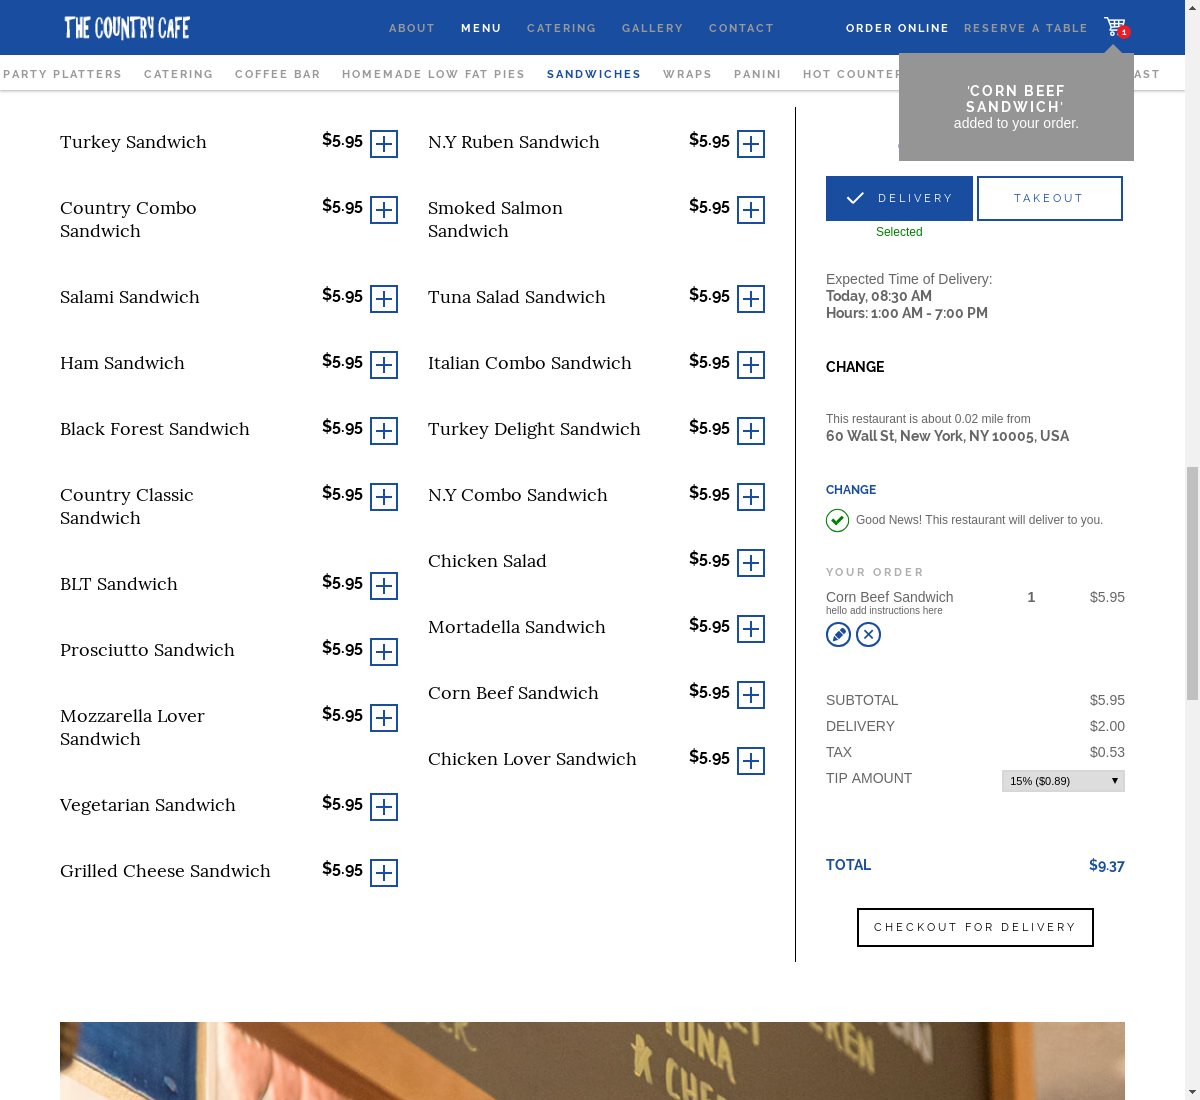 THE COUNTRY CAFE
ABOUT MENU CATERING GALLERY CONTACT ORDER ONLINE RESERVE A TABLE 1
PARTY PLATTERS CATERING COFFEE BAR HOMEMADE LOW FAT PIES SANDWICHES WRAPS PANINI HOT COUNTER AST
'CORN BEEF
SANDWICH'
added to your order.
Turkey Sandwich $5.95
Country Combo
Sandwich $5.95
Salami Sandwich $5.95
Ham Sandwich $5.95
Black Forest Sandwich $5.95
Country Classic
Sandwich $5.95
BLT Sandwich $5.95
Prosciutto Sandwich $5.95
Mozzarella Lover
Sandwich $5.95
Vegetarian Sandwich $5.95
Grilled Cheese Sandwich $5.95
N.Y Ruben Sandwich $5.95
Smoked Salmon
Sandwich $5.95
Tuna Salad Sandwich $5.95
Italian Combo Sandwich $5.95
Turkey Delight Sandwich $5.95
N.Y Combo Sandwich $5.95
Chicken Salad $5.95
Mortadella Sandwich $5.95
Corn Beef Sandwich $5.95
Chicken Lover Sandwich $5.95
DELIVERY TAKEOUT
Selected
Expected Time of Delivery:
Today, 08:30 AM
Hours: 1:00 AM - 7:00 PM
CHANGE
This restaurant is about 0.02 mile from
60 Wall St, New York, NY 10005, USA
CHANGE
Good News! This restaurant will deliver to you.
YOUR ORDER
Corn Beef Sandwich 1 $5.95
hello add instructions here
SUBTOTAL $5.95
DELIVERY $2.00
TAX $0.53
TIP AMOUNT 15% ($0.89)
TOTAL $9.37
CHECKOUT FOR DELIVERY
TUNA